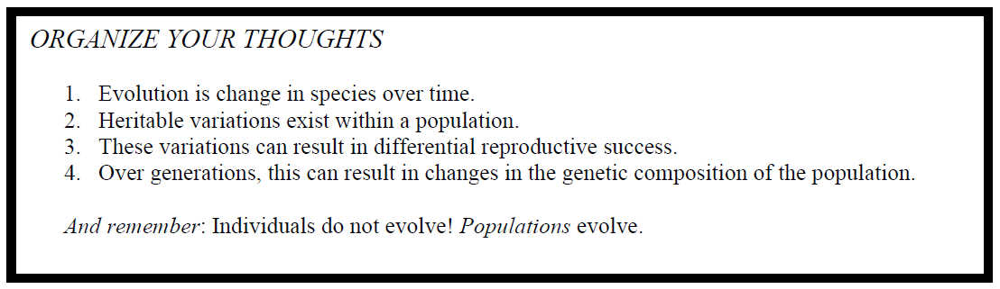 ORGANIZE YOUR THOUGHTS
1. Evolution is change in species over time.
2. Heritable variations exist within a population.
3. These variations can result in differential reproductive success.
4. Over generations, this can result in changes in the genetic composition of the population.
And remember: Individuals do not evolve! Populations evolve.